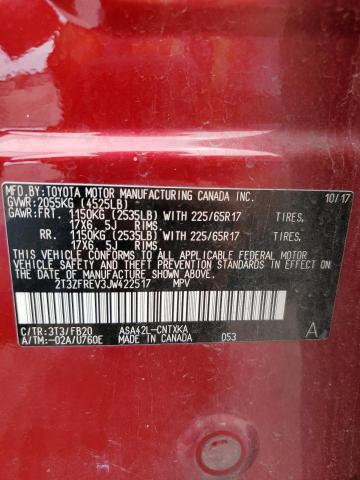 MFD.BY:TOYOTA MOTOR MANUFACTURING CANADA INC. 10/17
GVWR:2055KG (4525LB)
GAWR:FRT. 1150KG (2535LB) WITH 225/65R17 TIRES,
17X6.5J RIMS,
RR. 1150KG (2535LB) WITH 225/65R17 TIRES,
17X6.5J RIMS,
THIS VEHICLE CONFORMS TO ALL APPLICABLE FEDERAL MOTOR
VEHICLE SAFETY, BUMPER, AND THEFT PREVENTION STANDARDS
IN EFFECT ON THE DATE OF MANUFACTURE SHOWN ABOVE.
2T3ZFREV3JW422517 MPV
C/TR:3T3/FB20 ASA42L-CNTXKA A
A/TM:-02A/U760E MADE IN CANADA 053